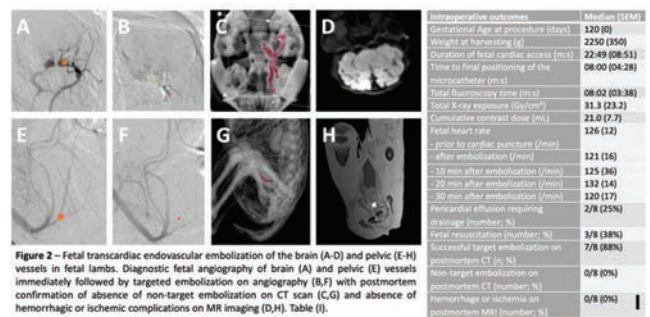 A
B
C
D
E
F
G
H
Figure 2 – Fetal transcardiac endovascular embolization of the brain (A-D) and pelvic (E-H)
vessels in fetal lambs. Diagnostic fetal angiography of brain (A) and pelvic (E) vessels
immediately followed by targeted embolization on angiography (B,F) with postmortem
confirmation of absence of non-target embolization on CT scan (C,G) and absence of
hemorrhagic or ischemic complications on MR imaging (D,H). Table (I).
Intraoperative outcomes Median (SEM)
Gestational Age at procedure (days) 120 (0)
Weight at harvesting (g) 2250 (350)
Duration of fetal cardiac access (m:s) 22:49 (08:51)
Time to final positioning of the
microcatheter (m:s) 08:00 (04:28)
Total fluoroscopy time (m:s) 08:02 (03:38)
Total X-ray exposure (Gy/cm²) 31.3 (23.2)
Cumulative contrast dose (mL) 21.0 (7.7)
Fetal heart rate
- prior to cardiac puncture (/min) 126 (12)
- after embolization (/min) 121 (16)
- 10 min after embolization (/min) 125 (36)
- 20 min after embolization (/min) 132 (14)
- 30 min after embolization (/min) 120 (17)
Pericardial effusion requiring
drainage (number; %) 2/8 (25%)
Fetal resuscitation (number; %) 3/8 (38%)
Successful target embolization on
postmortem CT (n; %) 7/8 (88%)
Non-target embolization on
postmortem CT (number; %) 0/8 (0%)
Hemorrhage or ischemia on
postmortem MRI (number; %) 0/8 (0%)
I